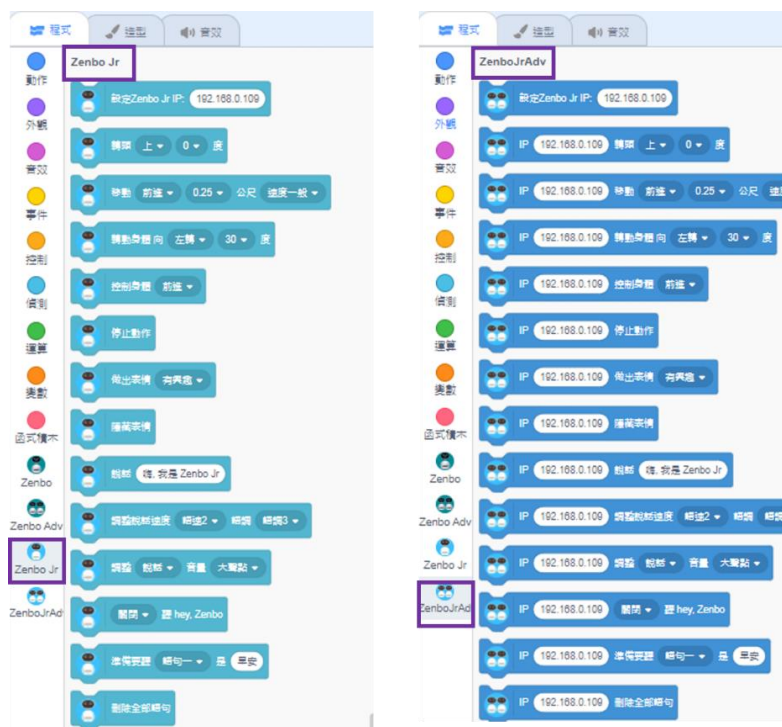 程式 造型 音效
動作
外觀
音效
事件
控制
偵測
運算
變數
函式積木
Zenbo
Zenbo Adv
Zenbo Jr
ZenboJrAd
Zenbo Jr
設定Zenbo Jr IP: 192.168.0.109
轉頭 上 0 度
移動 前進 0.25 公尺 速度一般
轉動身體 向 左轉 30 度
控制身體 前進
停止動作
做出表情 有興趣
隱藏表情
說話 嗨, 我是 Zenbo Jr
調整說話速度 語速2 語調 語調3
調整 說話 音量 大聲點
關閉 聽 hey, Zenbo
準備要聽 語句一 是 早安
刪除全部語句
程式 造型 音效
動作
外觀
音效
事件
控制
偵測
運算
變數
函式積木
Zenbo
Zenbo Adv
Zenbo Jr
ZenboJrAd
ZenboJrAdv
設定Zenbo Jr IP: 192.168.0.109
IP 192.168.0.109 轉頭 上 0 度
IP 192.168.0.109 移動 前進 0.25 公尺
IP 192.168.0.109 轉動身體 向 左轉 30 度
IP 192.168.0.109 控制身體 前進
IP 192.168.0.109 停止動作
IP 192.168.0.109 做出表情 有興趣
IP 192.168.0.109 隱藏表情
IP 192.168.0.109 說話 嗨, 我是 Zenbo Jr
IP 192.168.0.109 調整說話速度 語速2 語調
IP 192.168.0.109 調整 說話 音量 大聲點
IP 192.168.0.109 關閉 聽 hey, Zenbo
IP 192.168.0.109 準備要聽 語句一 是 早安
IP 192.168.0.109 刪除全部語句